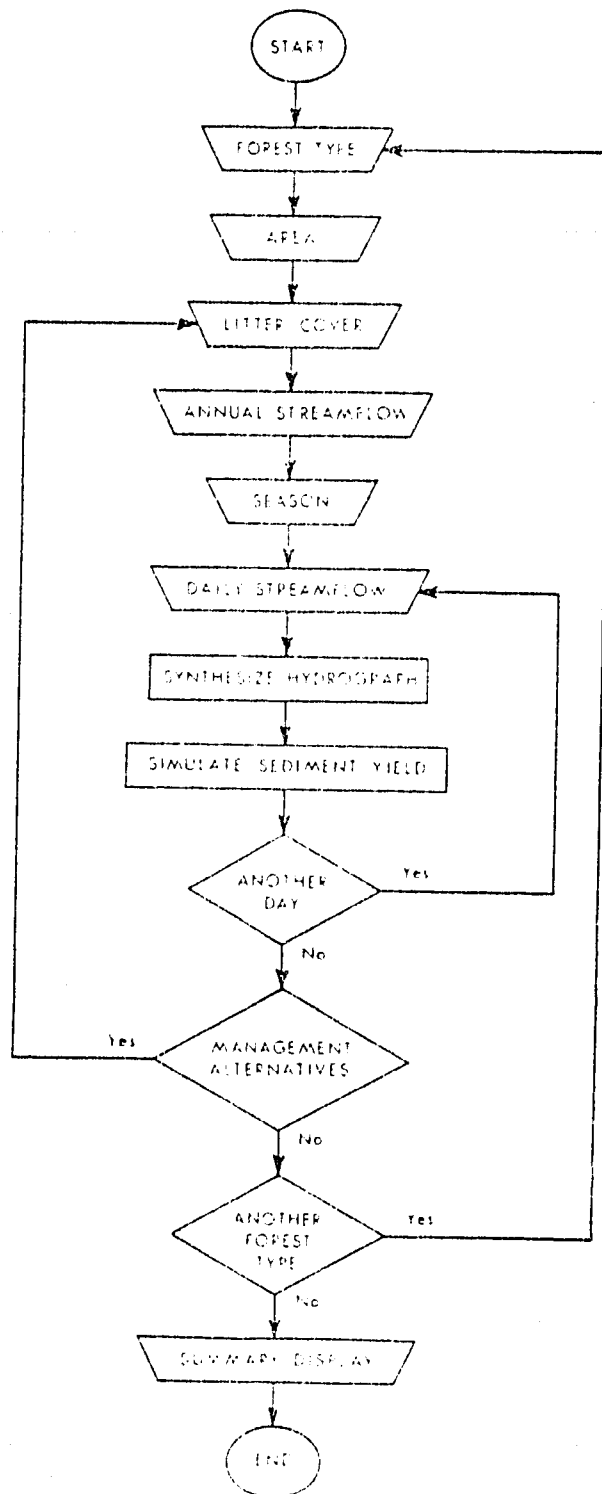 START
FOREST TYPE
AREA
LITTER COVER
ANNUAL STREAMFLOW
SEASON
DAILY STREAMFLOW
SYNTHESIZE HYDROGRAPH
SIMULATE SEDIMENT YIELD
ANOTHER
DAY
Yes
No
MANAGEMENT
ALTERNATIVES
Yes
No
ANOTHER
FOREST
TYPE
Yes
No
SUMMARY DISPLAY
END